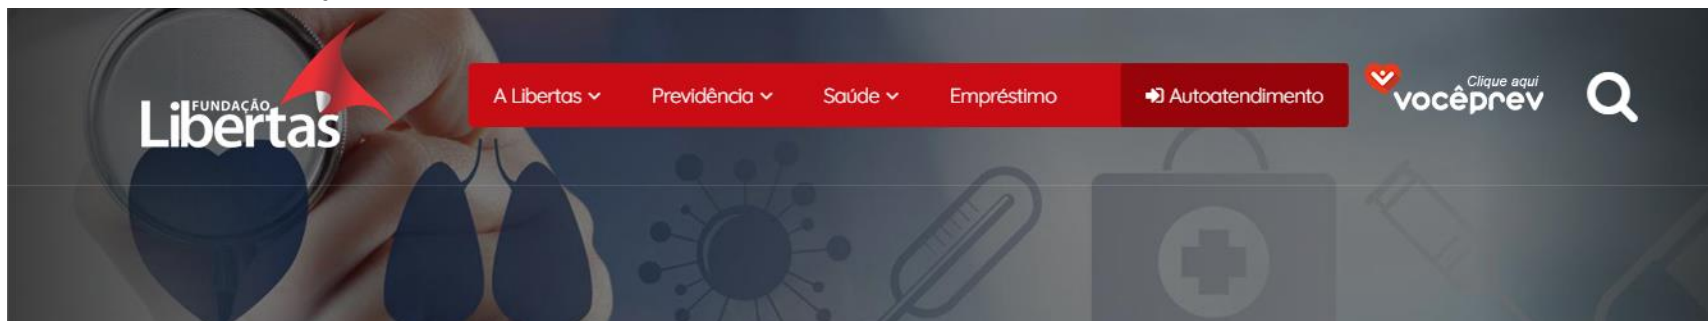 FUNDAÇÃO
Libertas
A Libertas
Previdência
Saúde
Empréstimo
Autoatendimento
Clique aqui
vocêprev